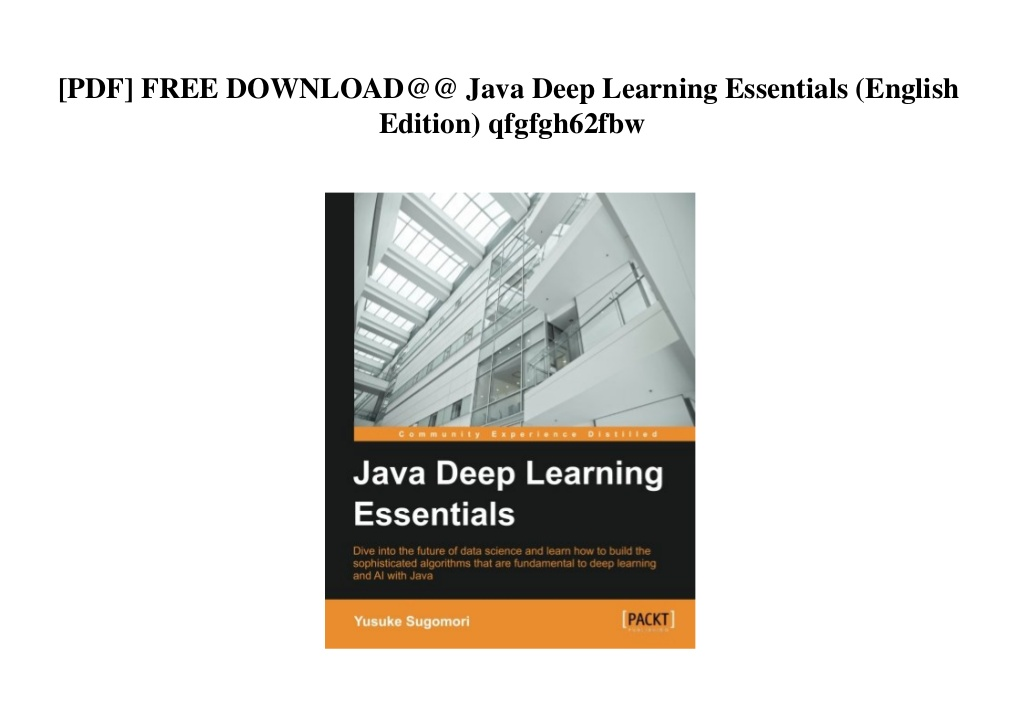 [PDF] FREE DOWNLOAD@@ Java Deep Learning Essentials (English
Edition) qfgfgh62fbw
Community Experience Distilled
Java Deep Learning
Essentials
Dive into the future of data science and learn how to build the
sophisticated algorithms that are fundamental to deep learning
and AI with Java
Yusuke Sugomori
[PACKT]
PUBLISHING